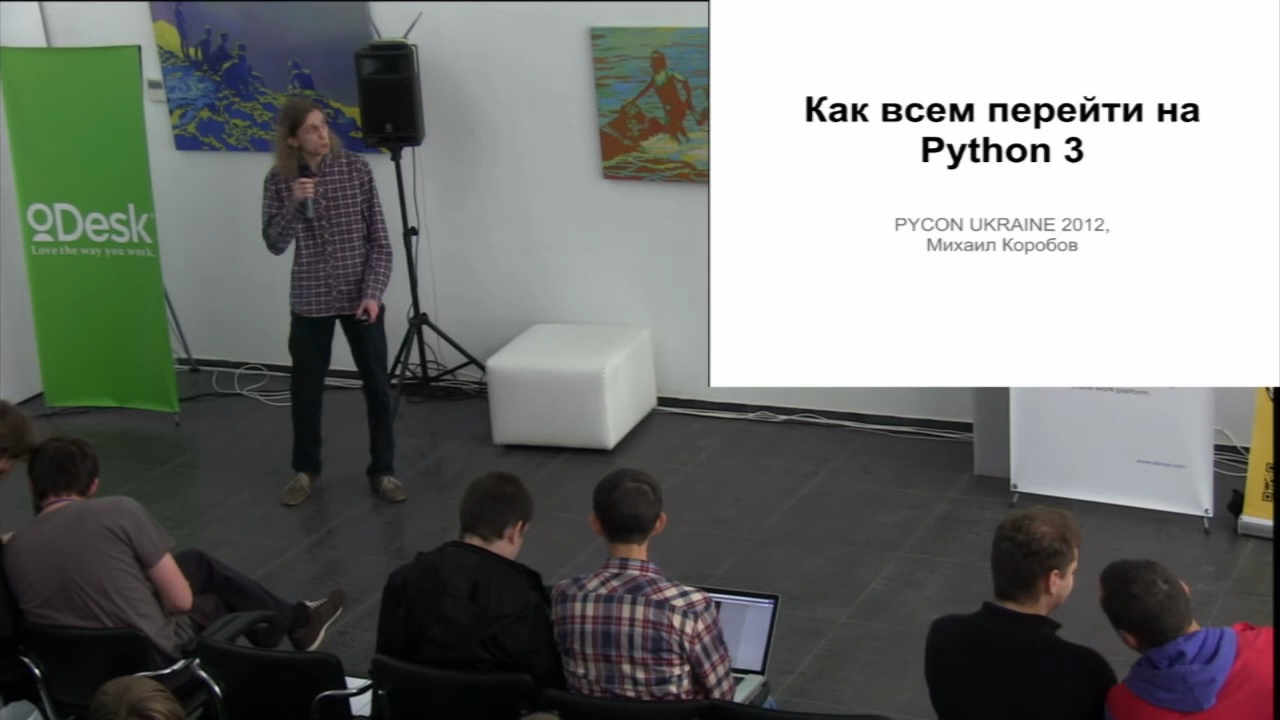 Как всем перейти на
Python 3
PYCON UKRAINE 2012,
Михаил Коробов
oDesk
Love the way you work.